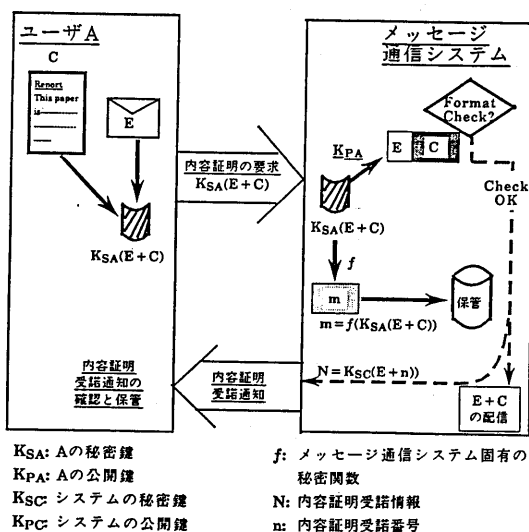 ユーザA
C
Report
This paper
is
E
KSA(E+C)
内容証明の要求
KSA(E+C)
メッセージ
通信システム
Format
Check?
KPA
E C
Check
OK
KSA(E+C)
f
m
m=f(KSA(E+C))
保管
内容証明
受諾通知の
確認と保管
内容証明
受諾通知
N=KSC(E+n))
E+C
の配信
KSA: Aの秘密鍵
KPA: Aの公開鍵
KSC: システムの秘密鍵
KPC: システムの公開鍵
f: メッセージ通信システム固有の
秘密関数
N: 内容証明受諾情報
n: 内容証明受諾番号